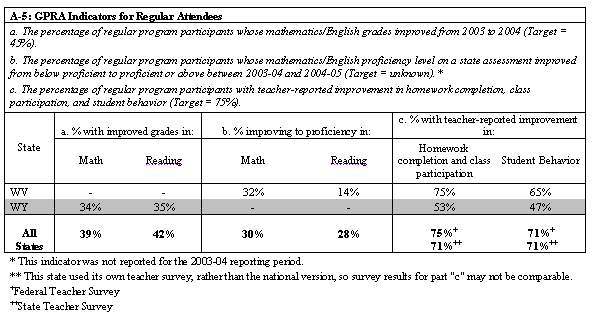 A-5: GPRA Indicators for Regular Attendees
a. The percentage of regular program participants whose mathematics/English grades improved from 2003 to 2004 (Target =
45%).
b. The percentage of regular program participants whose mathematics/English proficiency level on a state assessment improved
from below proficient to proficient or above between 2003-04 and 2004-05 (Target = unknown). *
c. The percentage of regular program participants with teacher-reported improvement in homework completion, class
participation, and student behavior (Target = 75%).
State
a. % with improved grades in:
b. % improving to proficiency in:
c. % with teacher-reported improvement
in:
Math
Reading
Math
Reading
Homework
completion and class
participation
Student Behavior
WV - - 32% 14% 75% 65%
WY 34% 35% - - 53% 47%
All
States
39% 42% 30% 28% 75%+ 71%+
71%++ 71%++
* This indicator was not reported for the 2003-04 reporting period.
** This state used its own teacher survey, rather than the national version, so survey results for part "c" may not be comparable.
+Federal Teacher Survey
++State Teacher Survey